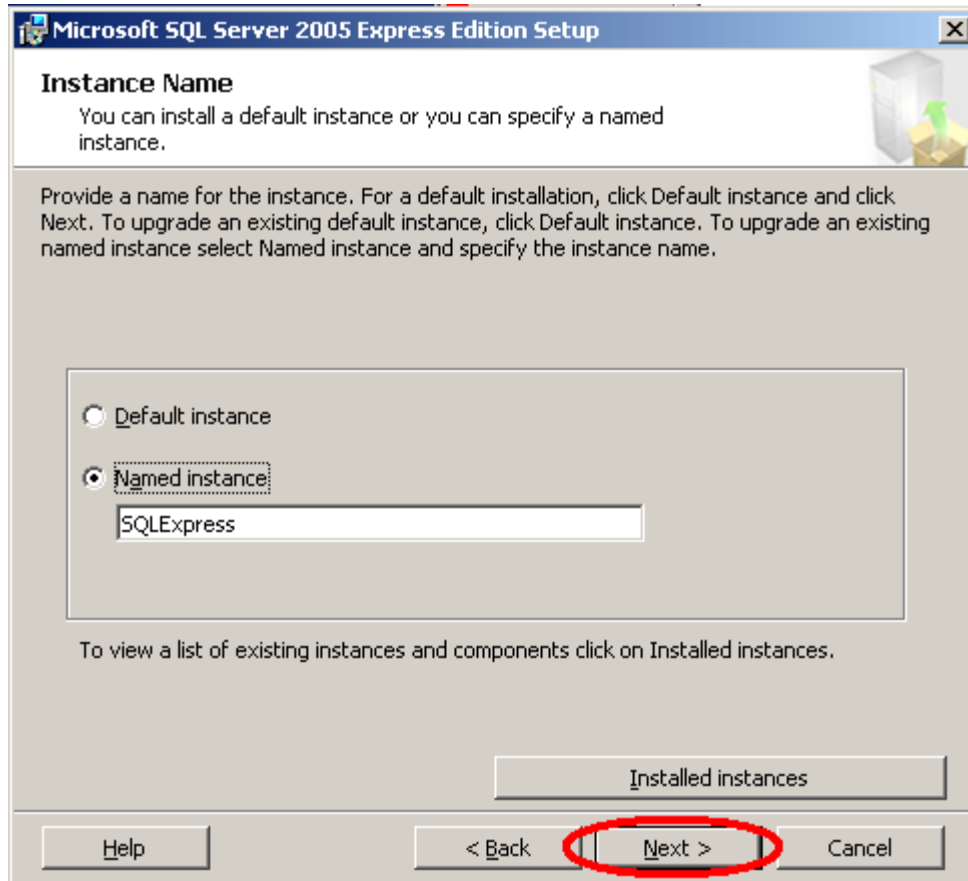 Microsoft SQL Server 2005 Express Edition Setup
Instance Name
You can install a default instance or you can specify a named
instance.
Provide a name for the instance. For a default installation, click Default instance and click
Next. To upgrade an existing default instance, click Default instance. To upgrade an existing
named instance select Named instance and specify the instance name.
Default instance
Named instance
SQLExpress
To view a list of existing instances and components click on Installed instances.
Installed instances
Help
< Back
Next >
Cancel